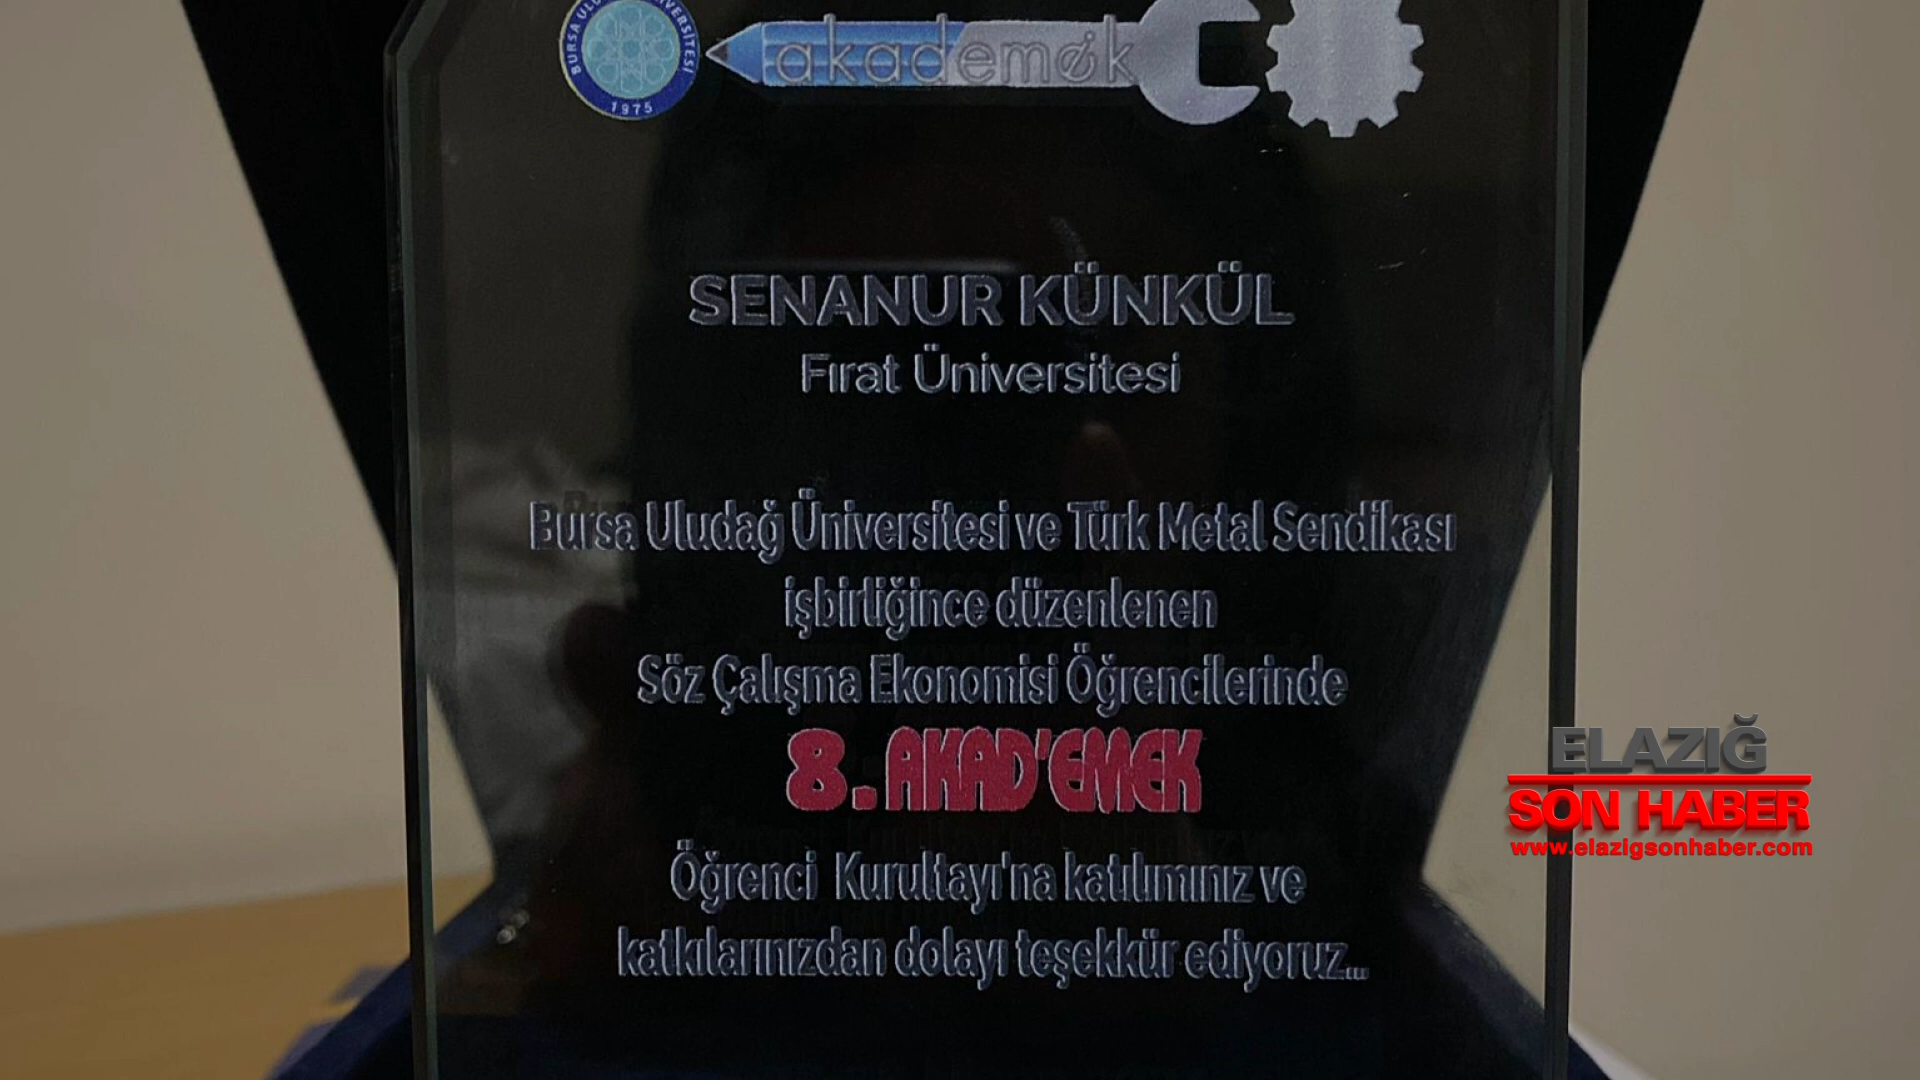 BURSA ULUDAĞ ÜNİVERSİTESİ
1975
akademek
SENANUR KÜNKÜL
Fırat Üniversitesi
Bursa Uludağ Üniversitesi ve Türk Metal Sendikası
işbirliğince düzenlenen
Söz Çalışma Ekonomisi Öğrencilerinde
8. AKAD'EMEK
Öğrenci Kurultayı'na katılımınız ve
katkılarınızdan dolayı teşekkür ediyoruz...
ELAZIĞ
SON HABER
www.elazigsonhaber.com